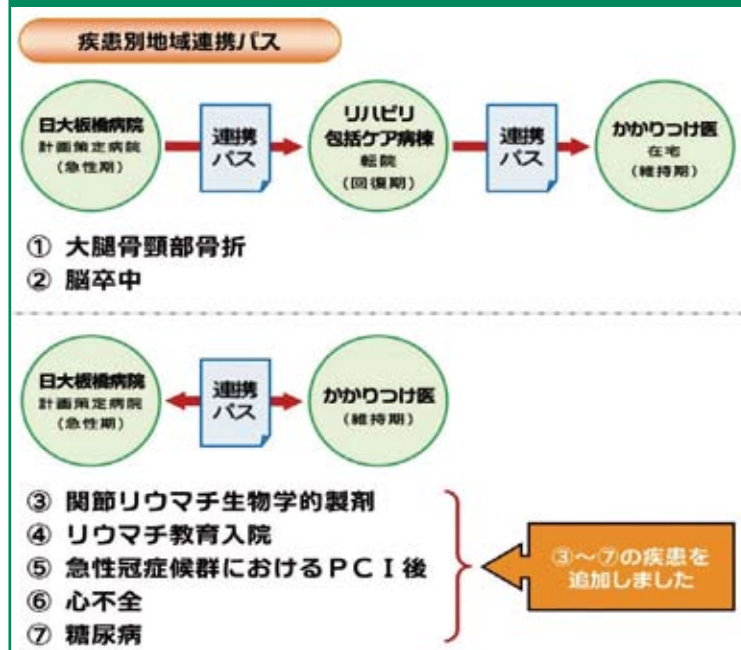 疾患別地域連携パス
日大板橋病院
計画策定病院
(急性期)
連携
パス
リハビリ
包括ケア病棟
転院
(回復期)
連携
パス
かかりつけ医
在宅
(維持期)
① 大腿骨頸部骨折
② 脳卒中
日大板橋病院
計画策定病院
(急性期)
連携
パス
かかりつけ医
(維持期)
③ 関節リウマチ生物学的製剤
④ リウマチ教育入院
⑤ 急性冠症候群におけるPCI後
⑥ 心不全
⑦ 糖尿病
③～⑦の疾患を
追加しました